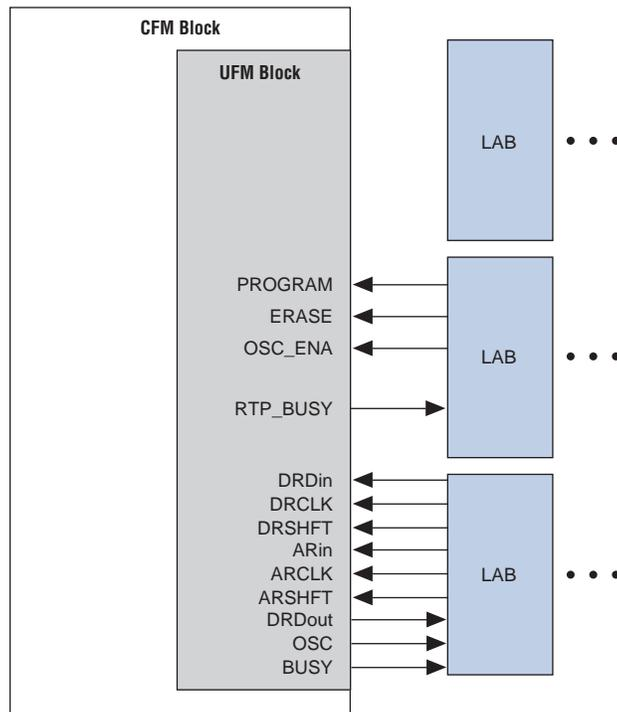 CFM Block
UFM Block
LAB
PROGRAM
ERASE
OSC_ENA
LAB
RTP_BUSY
DRDin
DRCLK
DRSHFT
ARin
ARCLK
LAB
ARSHFT
DRDout
OSC
BUSY